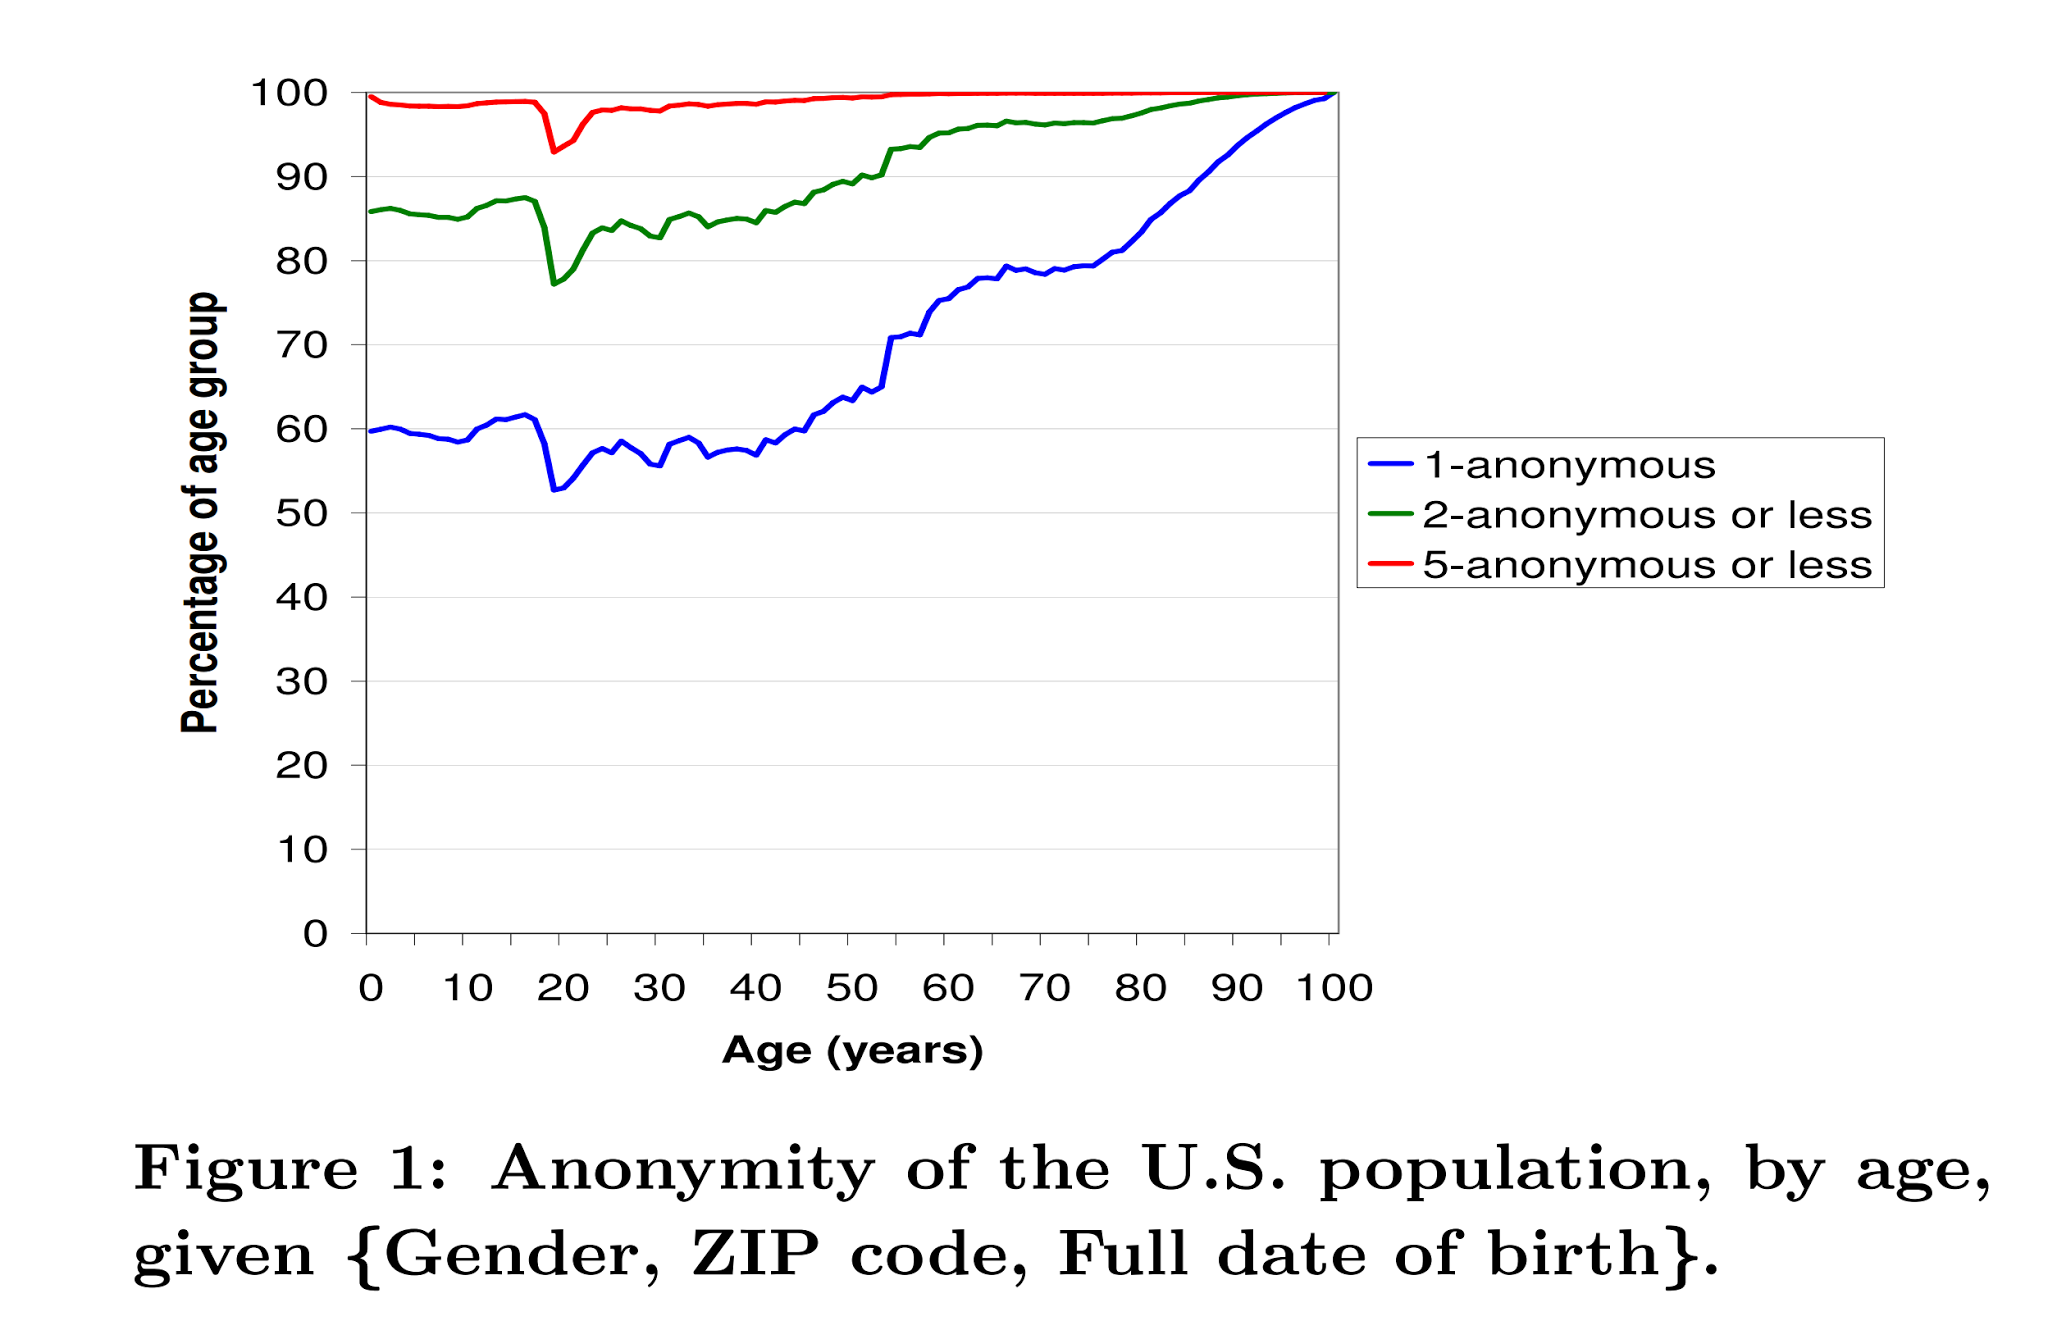 100
90
80
70
60
50
40
30
20
10
0
Percentage of age group
0 10 20 30 40 50 60 70 80 90 100
Age (years)
1-anonymous
2-anonymous or less
5-anonymous or less
Figure 1: Anonymity of the U.S. population, by age,
given {Gender, ZIP code, Full date of birth}.